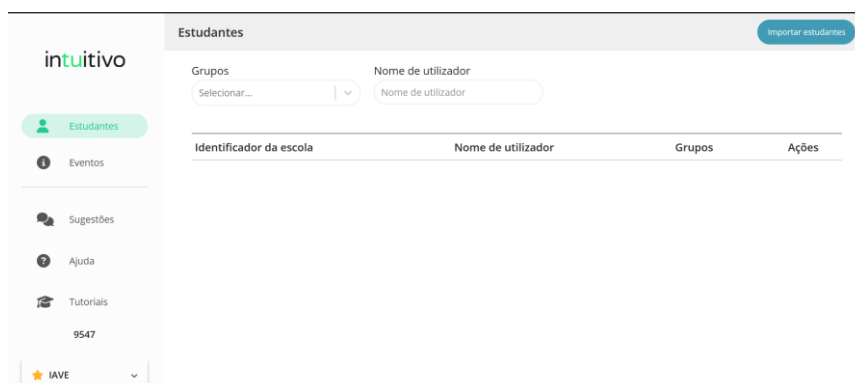 intuitivo
Estudantes
Eventos
Sugestões
Ajuda
Tutoriais
9547
IAVE
Estudantes
Importar estudantes
Grupos
Nome de utilizador
Selecionar...
Nome de utilizador
Identificador da escola
Nome de utilizador
Grupos
Ações